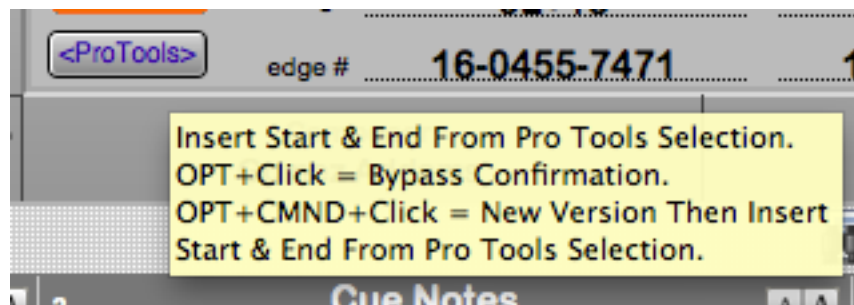 <ProTools>
edge # 16-0455-7471
Insert Start & End From Pro Tools Selection.
OPT+Click = Bypass Confirmation.
OPT+CMND+Click = New Version Then Insert
Start & End From Pro Tools Selection.
Cue Notes